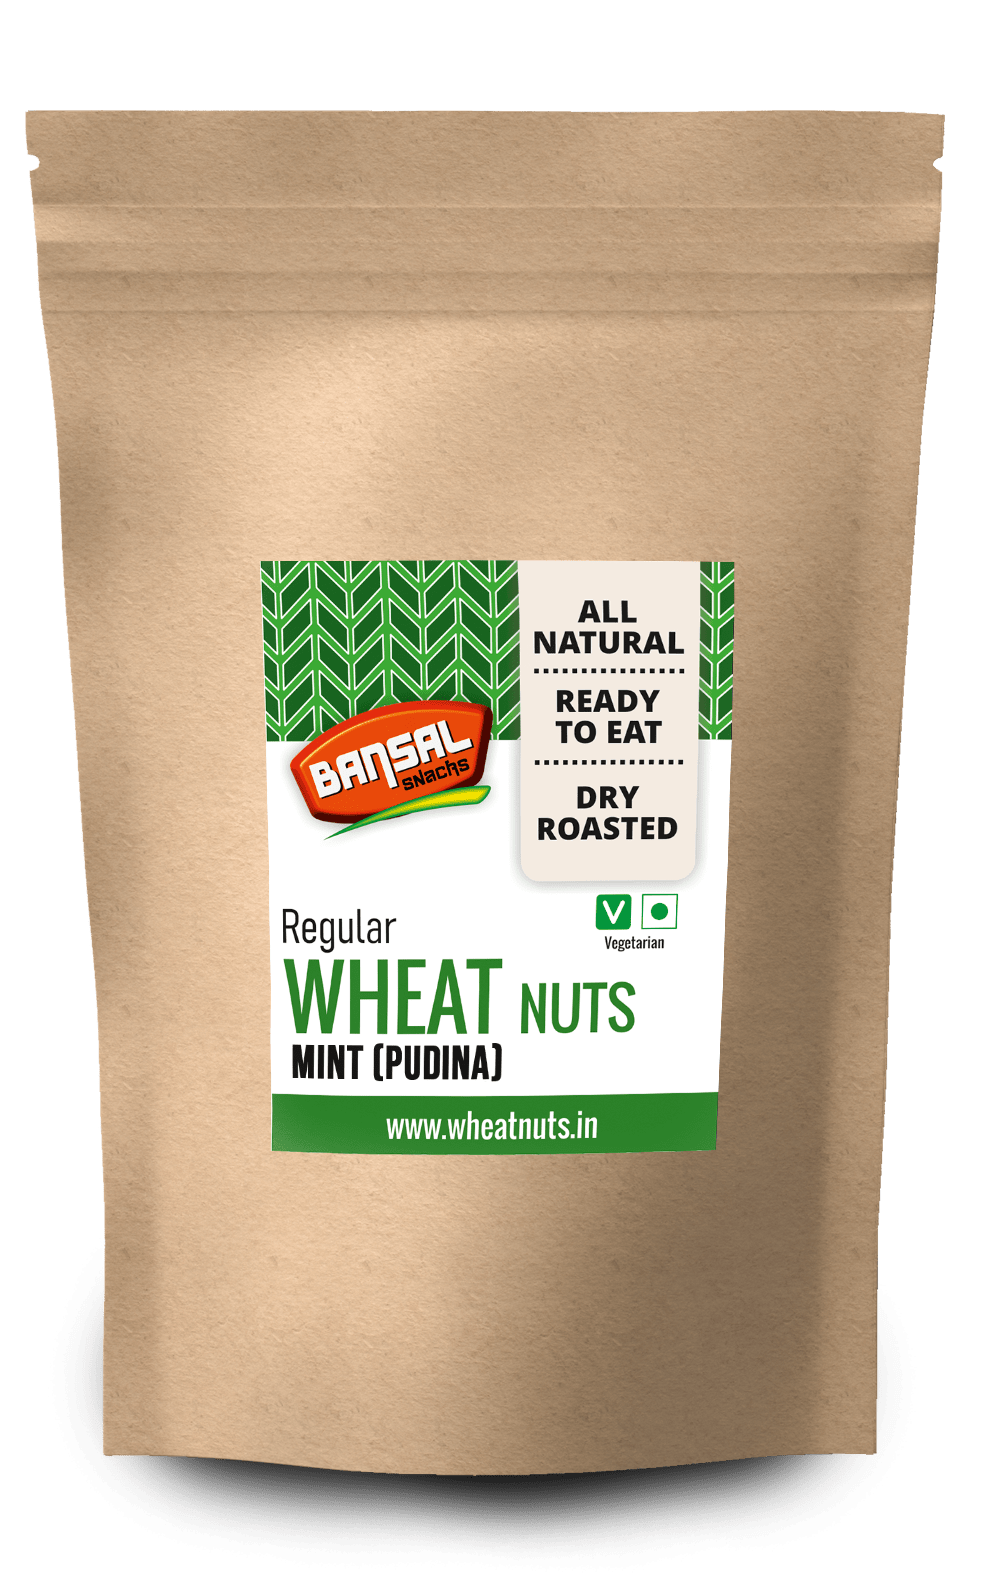 ALL
NATURAL
READY
TO EAT
DRY
ROASTED
BANSAL
SNACKS
V
Vegetarian
Regular
WHEAT NUTS
MINT (PUDINA)
www.wheatnuts.in